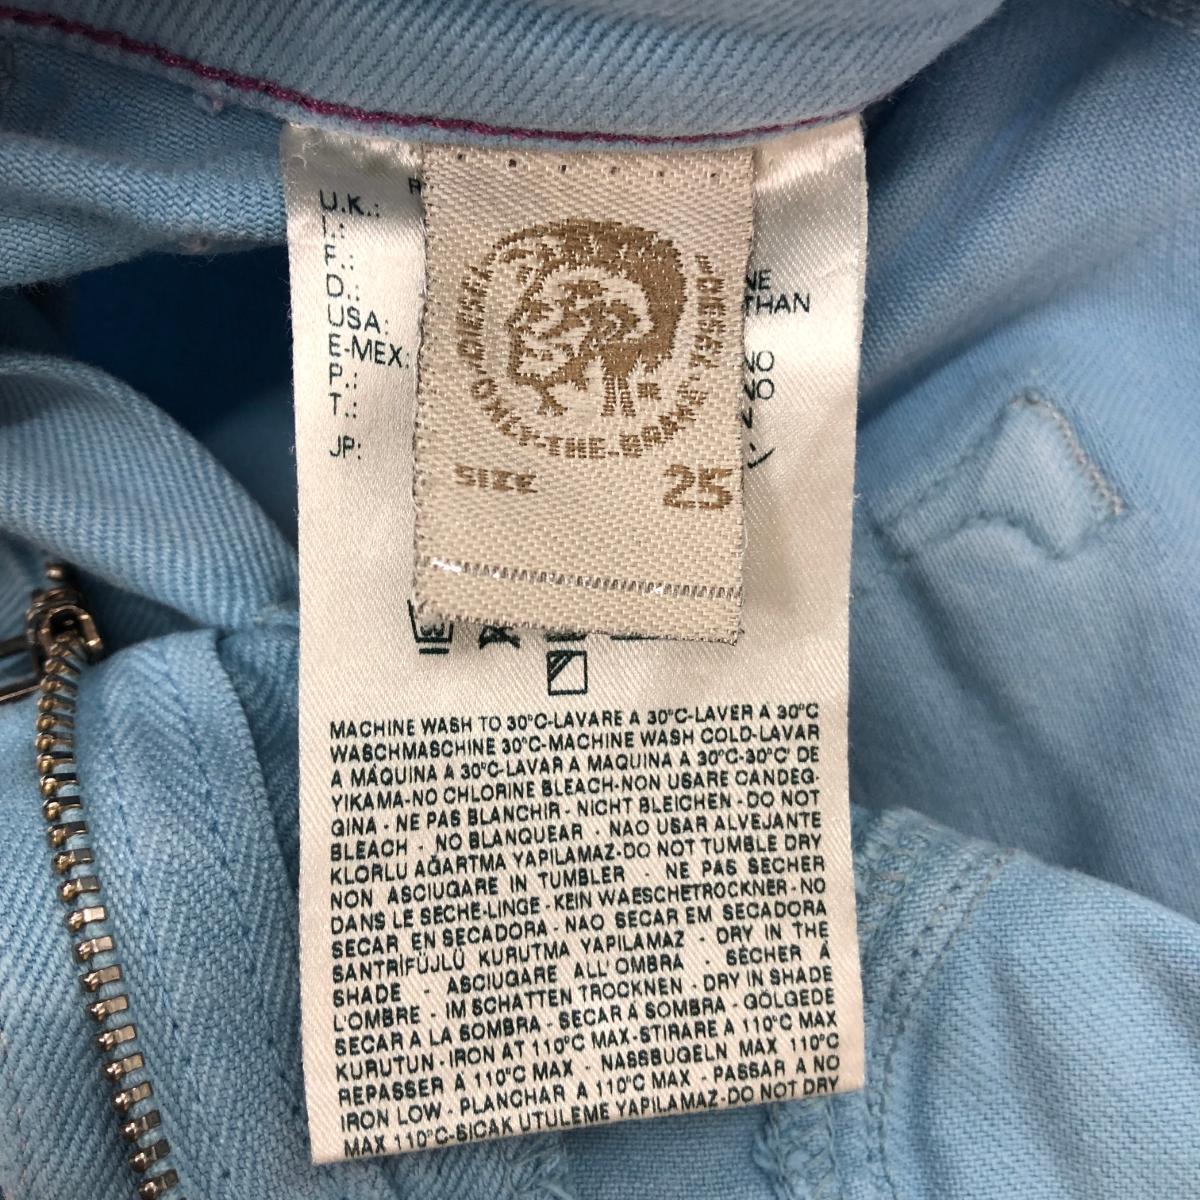 U.K.:
I.:
F.:
D.:
USA:
E-MEX:
P.:
T.:
JP:
NE
THAN
NO
NO
DIESEL
ONLY-THE-BRAVE
DIESEL
SIZE 25
MACHINE WASH TO 30°C-LAVARE A 30°C-LAVER A 30°C
WASCHMASCHINE 30°C-MACHINE WASH COLD-LAVAR
A MÁQUINA A 30°C-LAVAR A MAQUINA A 30°C-30°C' DE
YIKAMA-NO CHLORINE BLEACH-NON USARE CANDEG-
GINA - NE PAS BLANCHIR - NICHT BLEICHEN - DO NOT
BLEACH - NO BLANQUEAR - NAO USAR ALVEJANTE
KLORLU AĞARTMA YAPILAMAZ-DO NOT TUMBLE DRY
NON ASCIUGARE IN TUMBLER - NE PAS SECHER
DANS LE SECHE-LINGE - KEIN WAESCHETROCKNER - NO
SECAR EN SECADORA - NAO SECAR EM SECADORA
SANTRİFÜJLÜ KURUTMA YAPILAMAZ - DRY IN THE
SHADE - ASCIUGARE ALL'OMBRA - SÉCHER Á
L'OMBRE - IM SCHATTEN TROCKNEN - DRY IN SHADE
SECAR A LA SOMBRA - SECAR Á SOMBRA - GÖLGEDE
KURUTUN - IRON AT 110°C MAX-STIRARE A 110°C MAX
REPASSER A 110°C MAX - NASSBUGELN MAX 110°C
IRON LOW - PLANCHAR A 110°C MAX - PASSAR A NO
MAX 110°C-SICAK UTULEME YAPILAMAZ-DO NOT DRY